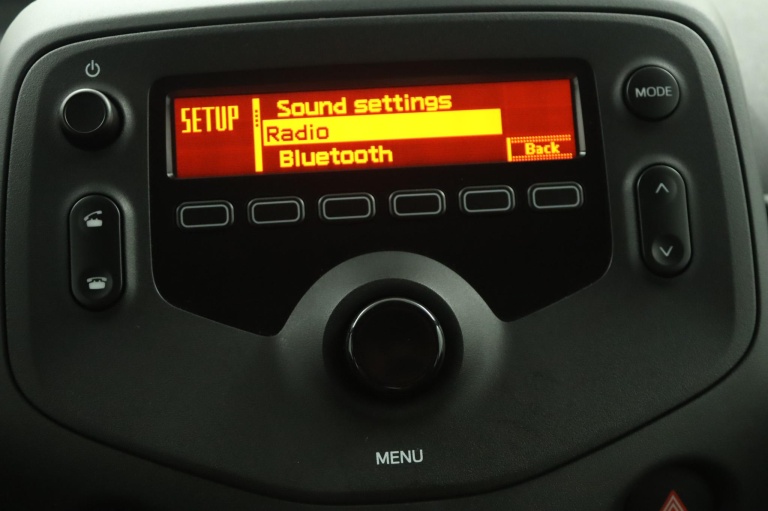 MODE
SETUP
Sound settings
Radio
Bluetooth
Back
MENU